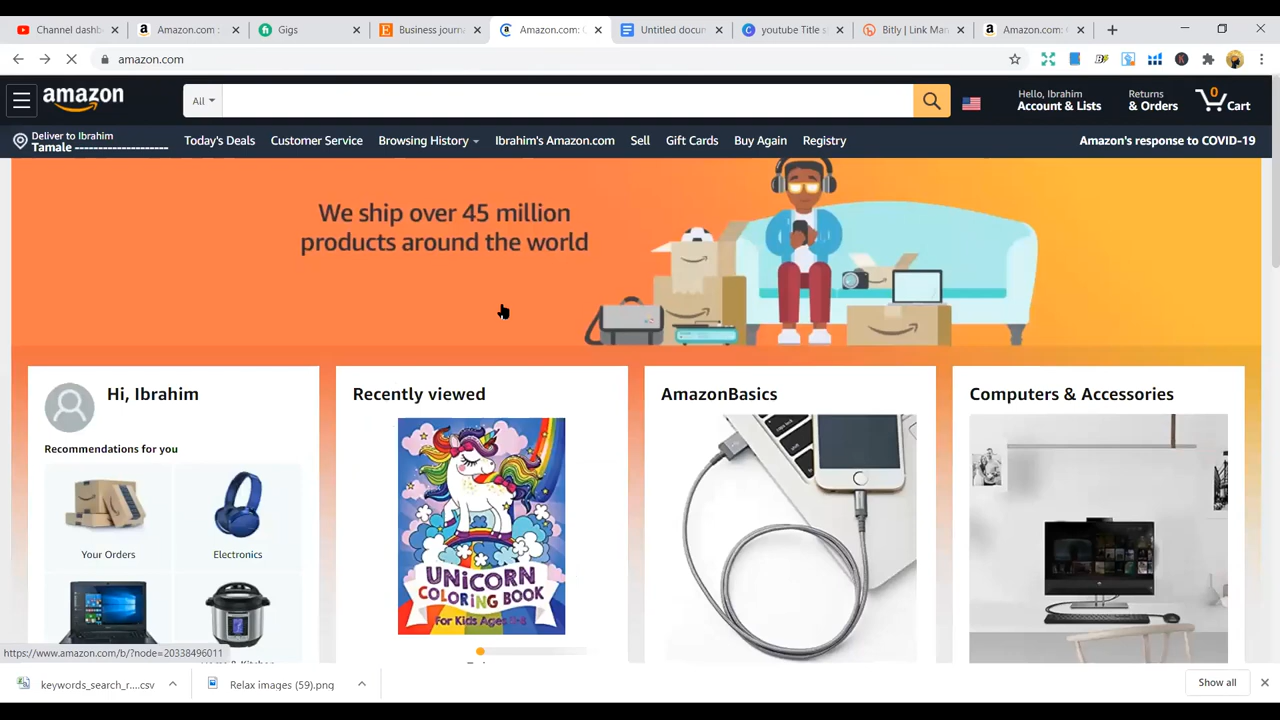 Channel dashb
Amazon.com :
Gigs
Business journa
Amazon.com: (
Untitled docum
youtube Title s
Bitly | Link Man
Amazon.com: 
amazon.com
amazon
All
Hello, Ibrahim
Account & Lists
Returns
& Orders
0
Cart
Deliver to Ibrahim
Tamale --------------------
Today's Deals
Customer Service
Browsing History
Ibrahim's Amazon.com
Sell
Gift Cards
Buy Again
Registry
Amazon's response to COVID-19
We ship over 45 million
products around the world
Hi, Ibrahim
Recommendations for you
Your Orders
Electronics
Recently viewed
UNICORN
COLORING BOOK
For Kids Ages 4-8
AmazonBasics
Computers & Accessories
https://www.amazon.com/b/?node=20338496011
keywords_search_r....csv
Relax images (59).png
Show all